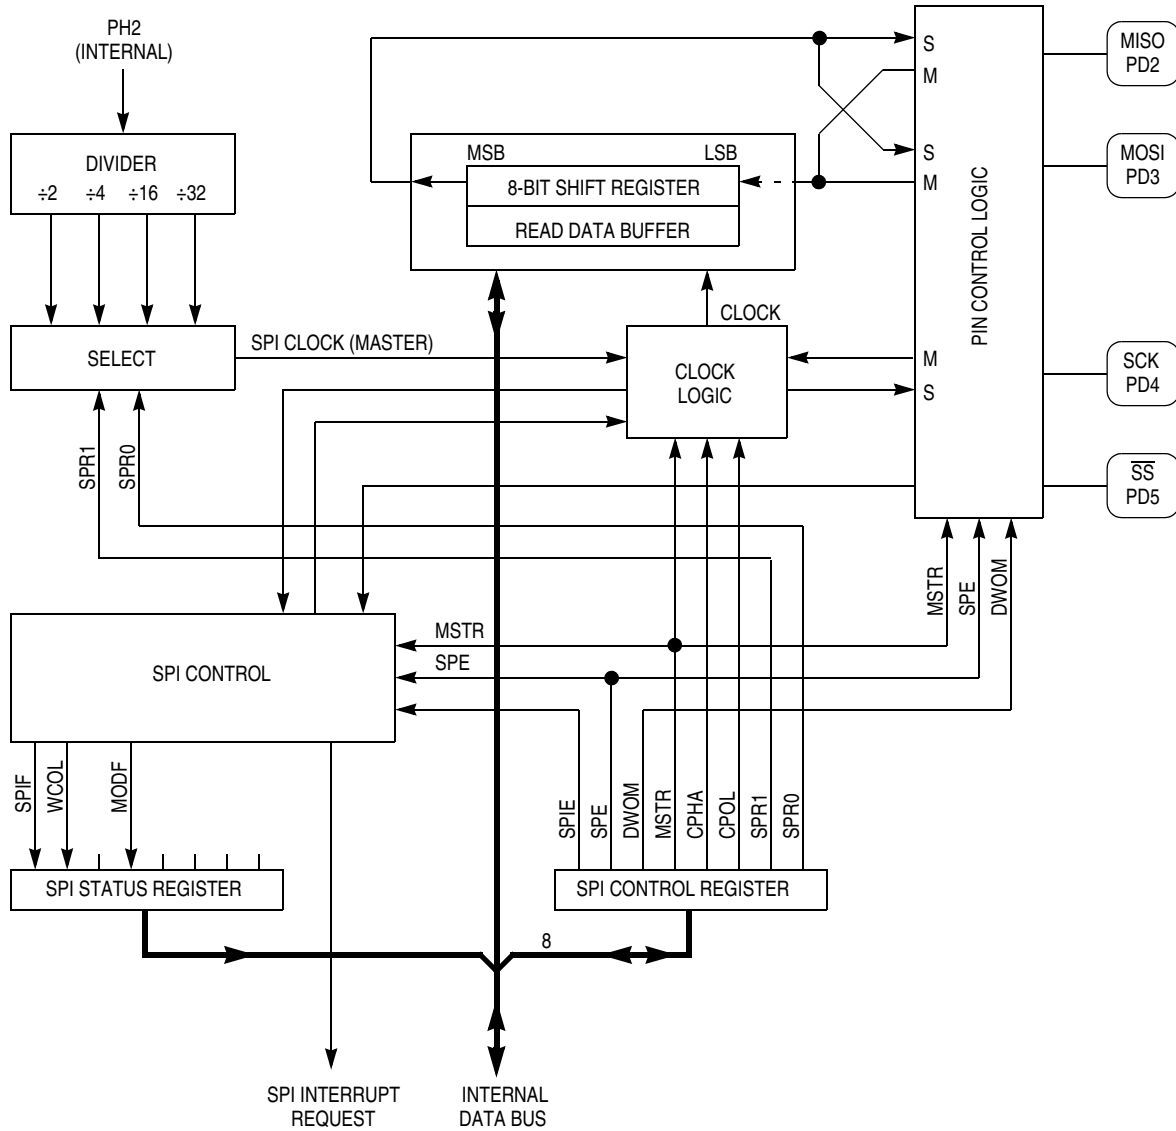 PH2
(INTERNAL)
DIVIDER
÷2 ÷4 ÷16 ÷32
SELECT
SPI CLOCK (MASTER)
SPR1
SPR0
MSB LSB
8-BIT SHIFT REGISTER
READ DATA BUFFER
CLOCK
CLOCK
LOGIC
S
M
S
M
M
S
PIN CONTROL LOGIC
MISO
PD2
MOSI
PD3
SCK
PD4
SS
PD5
MSTR
SPE
DWOM
MSTR
SPE
SPI CONTROL
SPIF
WCOL
MODF
SPI STATUS REGISTER
SPIE
SPE
DWOM
MSTR
CPHA
CPOL
SPR1
SPR0
SPI CONTROL REGISTER
8
SPI INTERRUPT
REQUEST
INTERNAL
DATA BUS